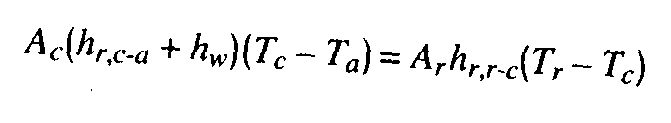 A_c(h_{r,c-a} + h_w)(T_c − T_a) = A_r h_{r,r-c}(T_r − T_c)